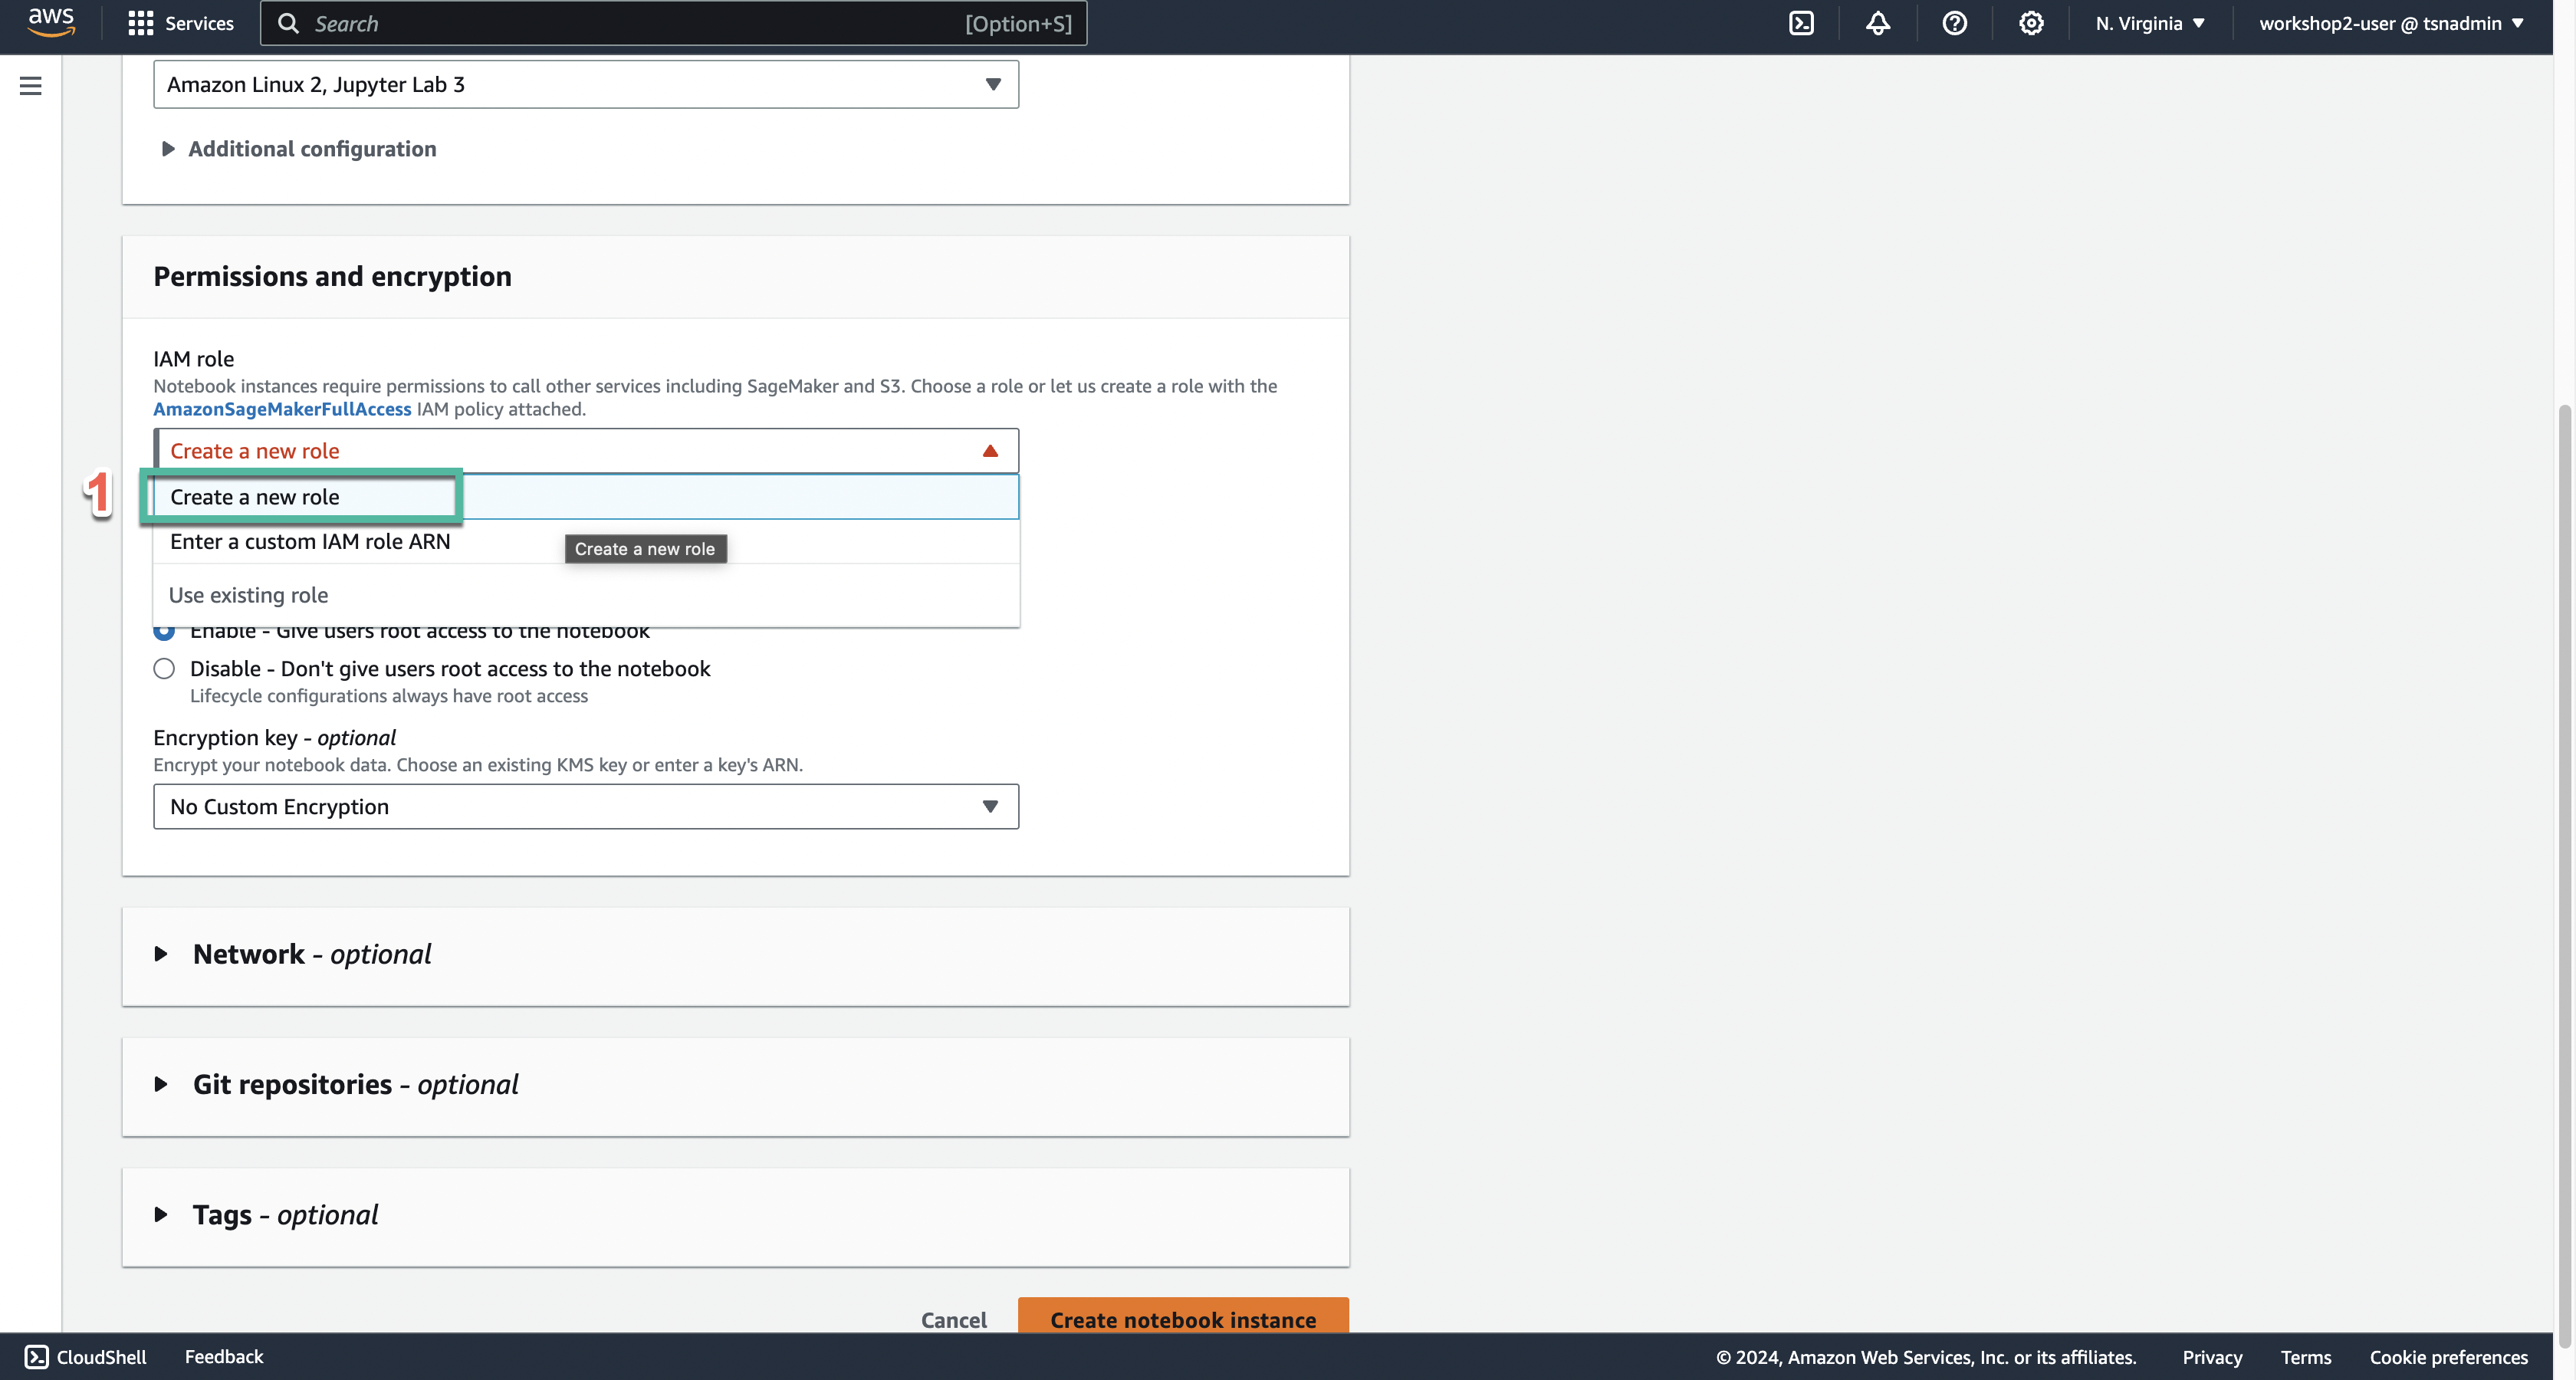 aws
Services
Search
[Option+S]
N. Virginia
workshop2-user @ tsnadmin
Amazon Linux 2, Jupyter Lab 3
Additional configuration
Permissions and encryption
IAM role
Notebook instances require permissions to call other services including SageMaker and S3. Choose a role or let us create a role with the
AmazonSageMakerFullAccess IAM policy attached.
Create a new role
1
Create a new role
Enter a custom IAM role ARN
Create a new role
Use existing role
Enable - Give users root access to the notebook
Disable - Don't give users root access to the notebook
Lifecycle configurations always have root access
Encryption key - optional
Encrypt your notebook data. Choose an existing KMS key or enter a key's ARN.
No Custom Encryption
Network - optional
Git repositories - optional
Tags - optional
Cancel
Create notebook instance
CloudShell
Feedback
© 2024, Amazon Web Services, Inc. or its affiliates.
Privacy
Terms
Cookie preferences